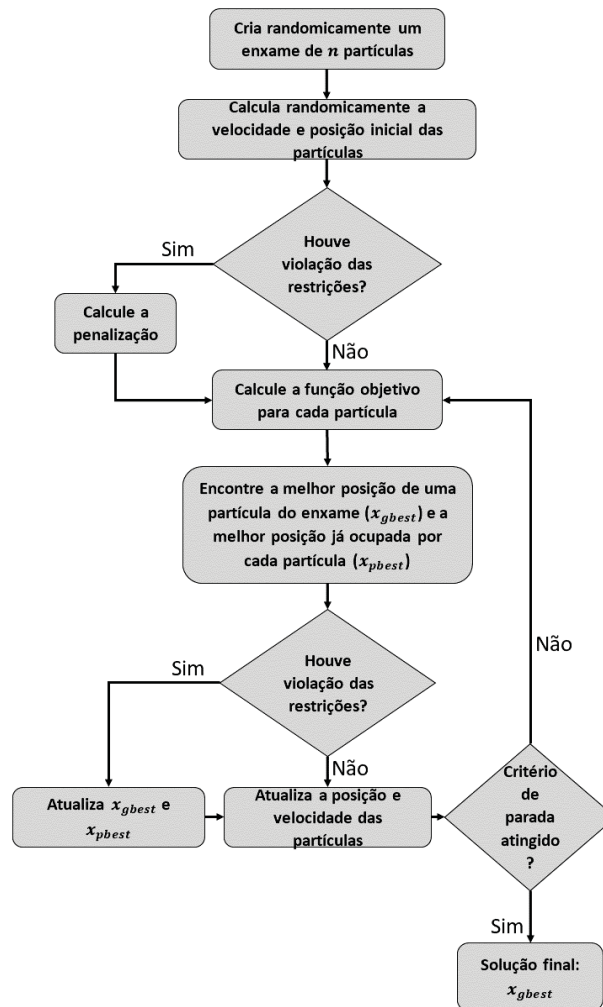 Cria randomicamente um
enxame de n partículas
Calcula randomicamente a
velocidade e posição inicial das
partículas
Sim
Houve
violação das
restrições?
Calcule a
penalização
Não
Calcule a função objetivo
para cada partícula
Encontre a melhor posição de uma
partícula do enxame (x_gbest) e a
melhor posição já ocupada por
cada partícula (x_pbest)
Não
Sim
Houve
violação das
restrições?
Não
Atualiza x_gbest e
x_pbest
Atualiza a posição e
velocidade das
partículas
Critério
de
parada
atingido
?
Sim
Solução final:
x_gbest